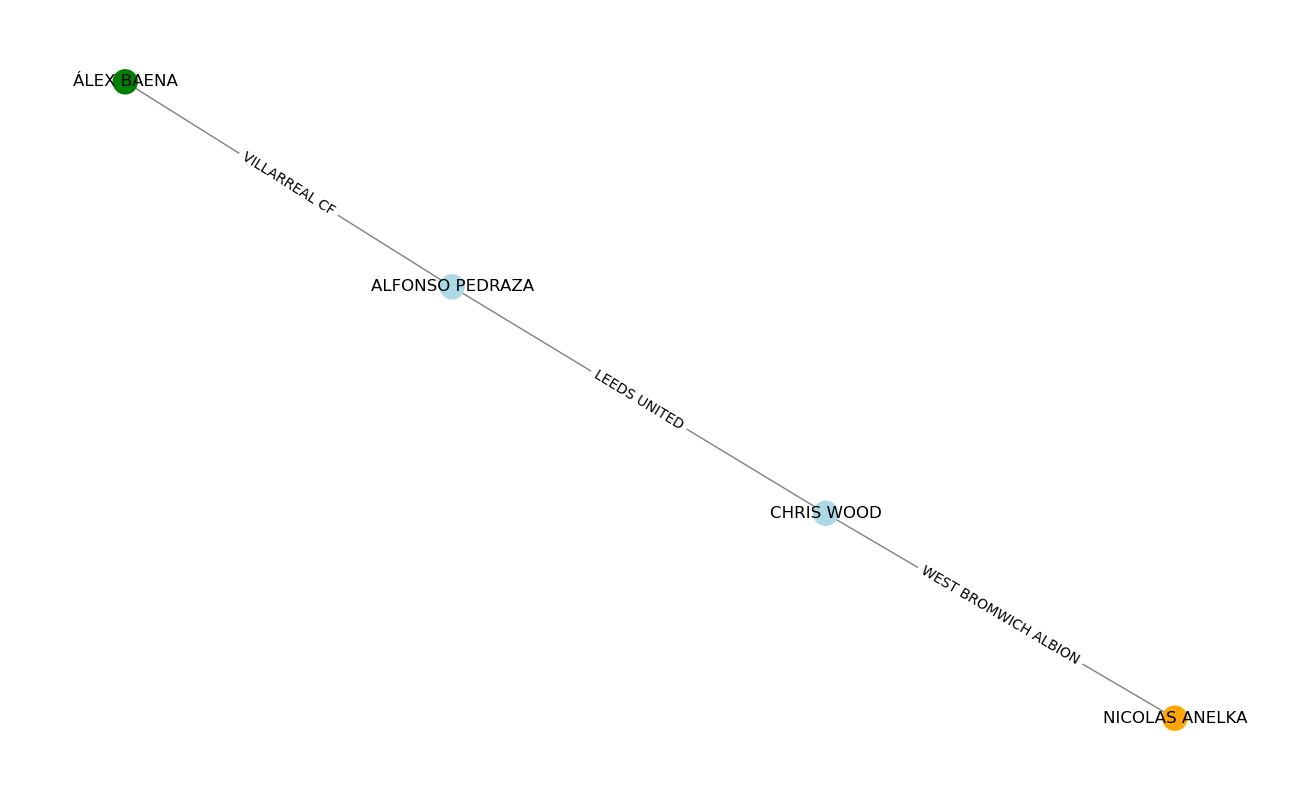 ÁLEX BAENA
VILLARREAL CF
ALFONSO PEDRAZA
LEEDS UNITED
CHRIS WOOD
WEST BROMWICH ALBION
NICOLAS ANELKA